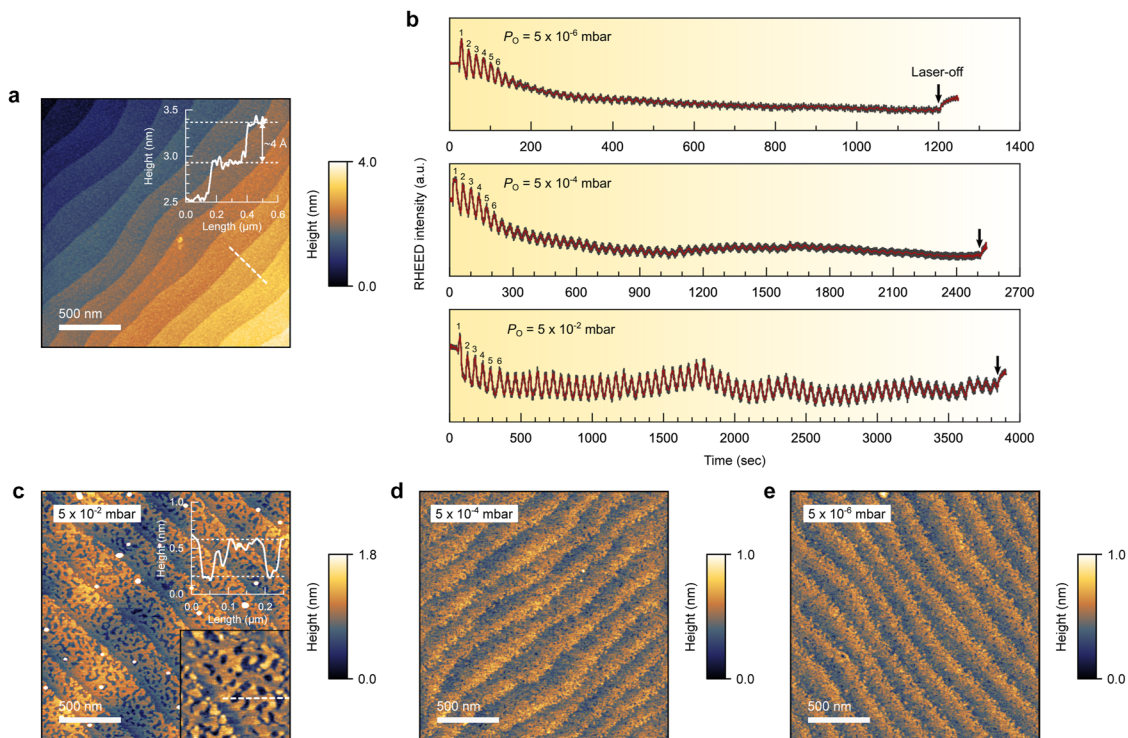 a
3.5
3.0
2.5
Height (nm)
~4 Å
0.0 0.2 0.4 0.6
Length (µm)
500 nm
4.0
0.0
Height (nm)
b
RHEED intensity (a.u.)
1 2 3 4 5 6
P_O = 5 x 10^-6 mbar
Laser-off
0 200 400 600 800 1000 1200 1400
1 2 3 4 5 6
P_O = 5 x 10^-4 mbar
0 300 600 900 1200 1500 1800 2100 2400 2700
1 2 3 4 5 6
P_O = 5 x 10^-2 mbar
0 500 1000 1500 2000 2500 3000 3500 4000
Time (sec)
c
5 x 10^-2 mbar
1.0
0.5
0.0
Height (nm)
0.0 0.1 0.2
Length (µm)
500 nm
1.8
0.0
Height (nm)
d
5 x 10^-4 mbar
500 nm
1.0
0.0
Height (nm)
e
5 x 10^-6 mbar
500 nm
1.0
0.0
Height (nm)